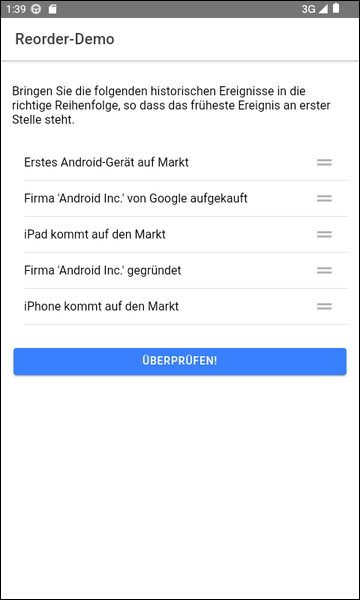 1:39
3G
Reorder-Demo
Bringen Sie die folgenden historischen Ereignisse in die
richtige Reihenfolge, so dass das früheste Ereignis an erster
Stelle steht.
Erstes Android-Gerät auf Markt
Firma 'Android Inc.' von Google aufgekauft
iPad kommt auf den Markt
Firma 'Android Inc.' gegründet
iPhone kommt auf den Markt
ÜBERPRÜFEN!